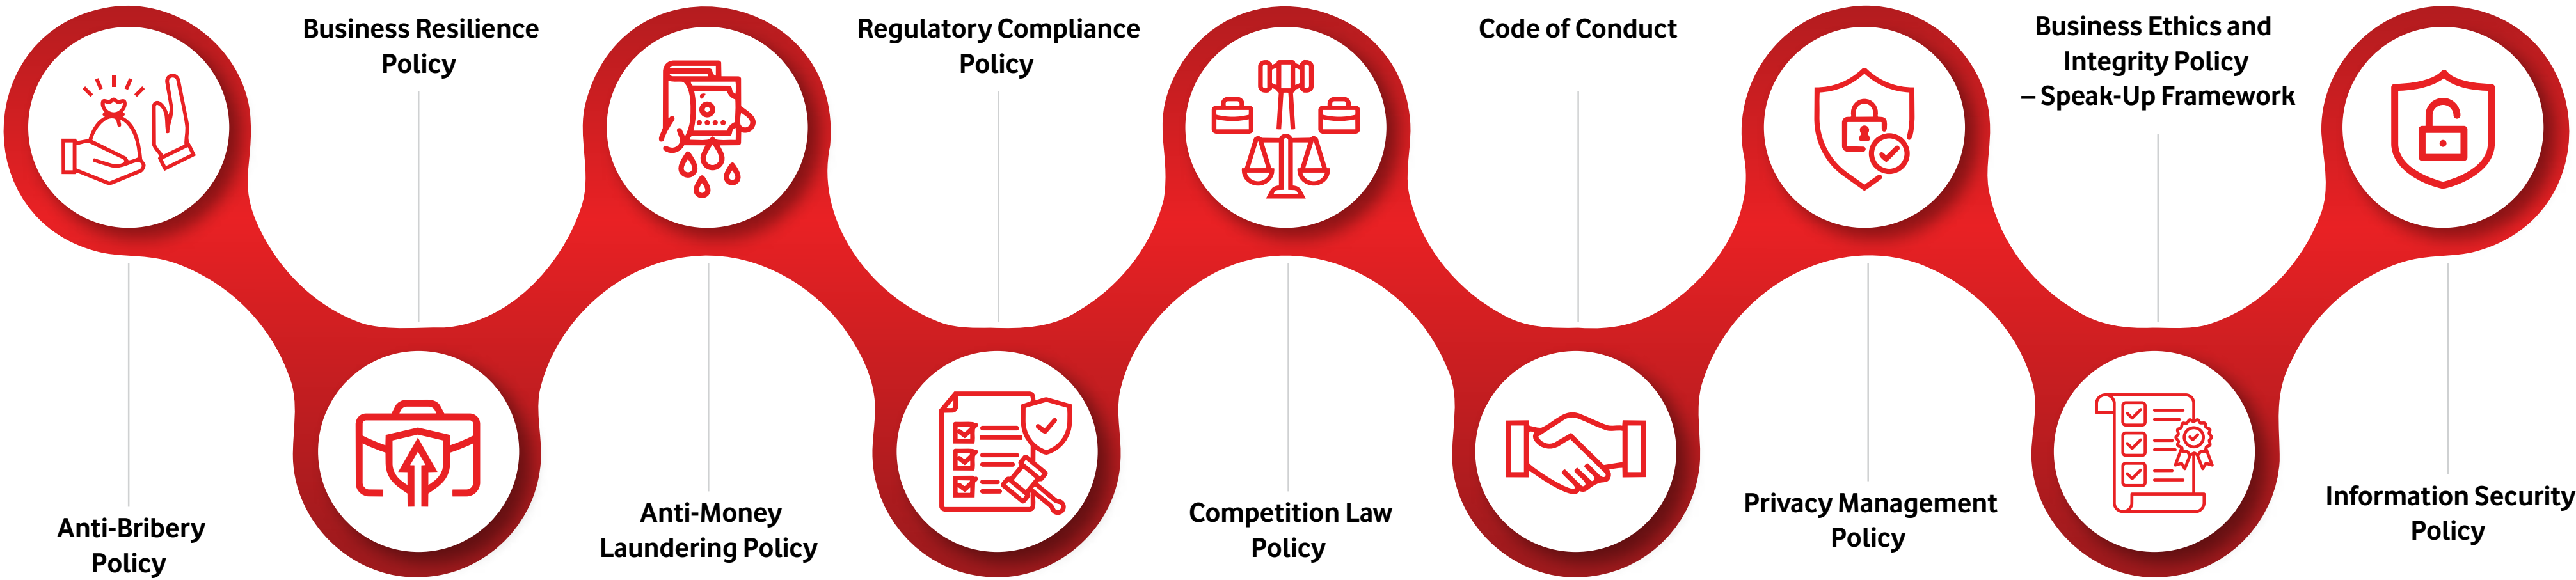 Anti-Bribery
Policy
Business Resilience
Policy
Anti-Money
Laundering Policy
Regulatory Compliance
Policy
Competition Law
Policy
Code of Conduct
Privacy Management
Policy
Business Ethics and
Integrity Policy
– Speak-Up Framework
Information Security
Policy